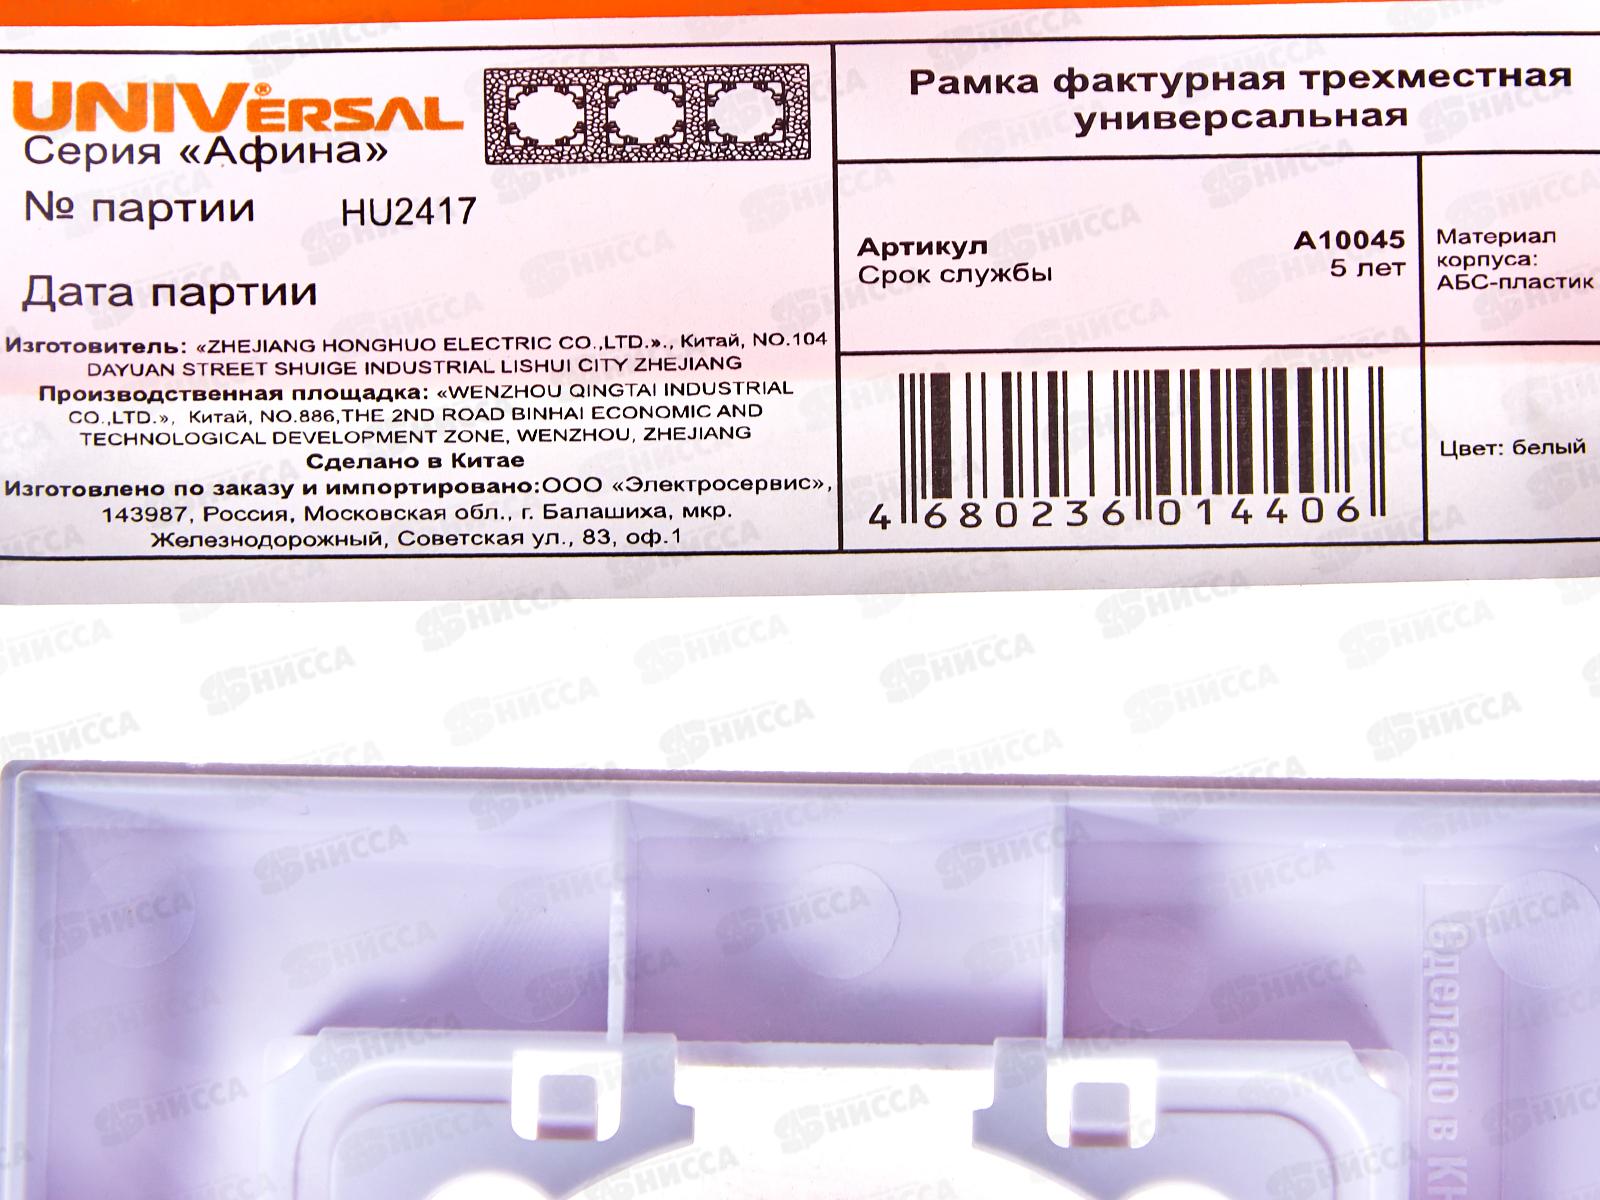 UNIVERSAL®
Серия «Афина»
№ партии HU2417
Дата партии
Изготовитель: «ZHEJIANG HONGHUO ELECTRIC CO.,LTD.»., Китай, NO.104
DAYUAN STREET SHUIGE INDUSTRIAL LISHUI CITY ZHEJIANG
Производственная площадка: «WENZHOU QINGTAI INDUSTRIAL
CO.,LTD.», Китай, NO.886,THE 2ND ROAD BINHAI ECONOMIC AND
TECHNOLOGICAL DEVELOPMENT ZONE, WENZHOU, ZHEJIANG
Сделано в Китае
Изготовлено по заказу и импортировано:ООО «Электросервис»,
143987, Россия, Московская обл., г. Балашиха, мкр.
Железнодорожный, Советская ул., 83, оф.1
Рамка фактурная трехместная
универсальная
Артикул A10045
Срок службы 5 лет
Материал
корпуса:
АБС-пластик
4 680236 014406
Цвет: белый
Сделано в